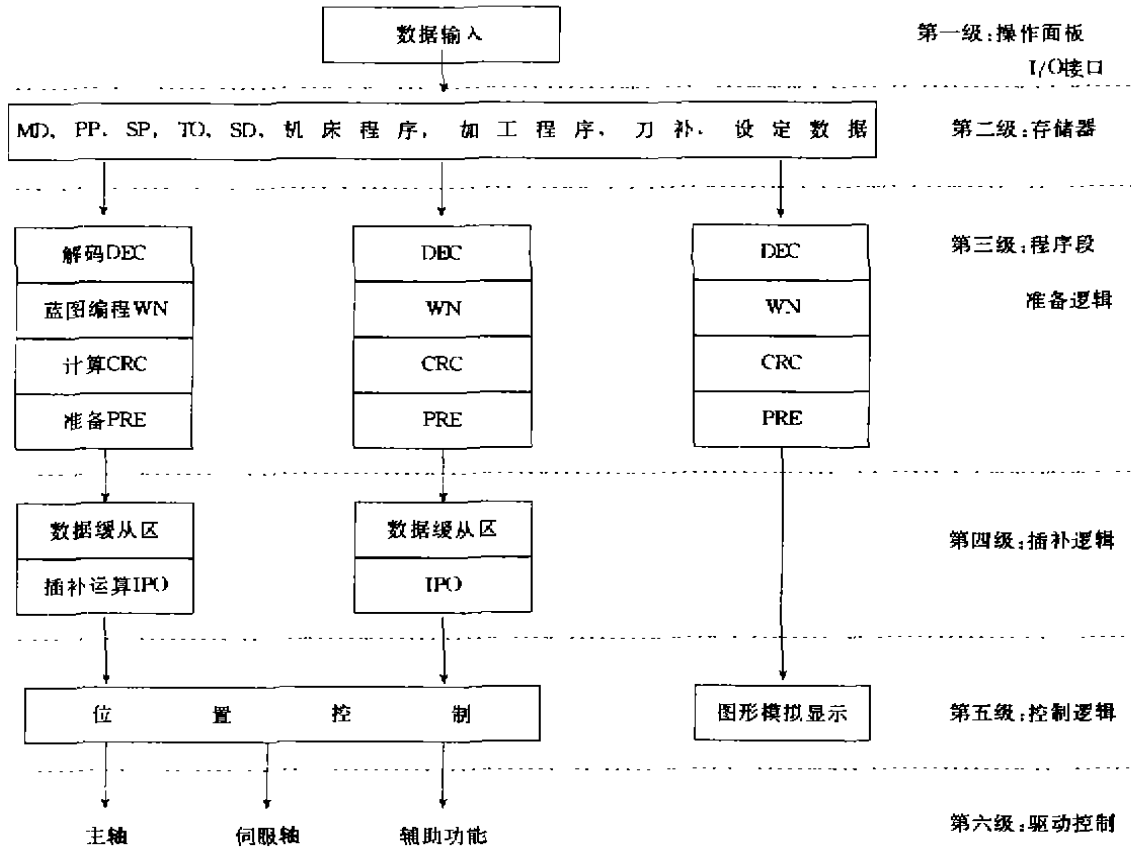 数据输入
第一级:操作面板
I/O接口
MD、PP、SP,TO、SD、机床程序,加工程序、刀补、设定数据
第二级:存储器
解码DEC
DEC
DEC
第三级:程序段
蓝图编程WN
WN
WN
准备逻辑
计算CRC
CRC
CRC
准备PRE
PRE
PRE
数据缓从区
数据缓从区
第四级:插补逻辑
插补运算IPO
IPO
位置控制
图形模拟显示
第五级:控制逻辑
主轴
伺服轴
辅助功能
第六级:驱动控制